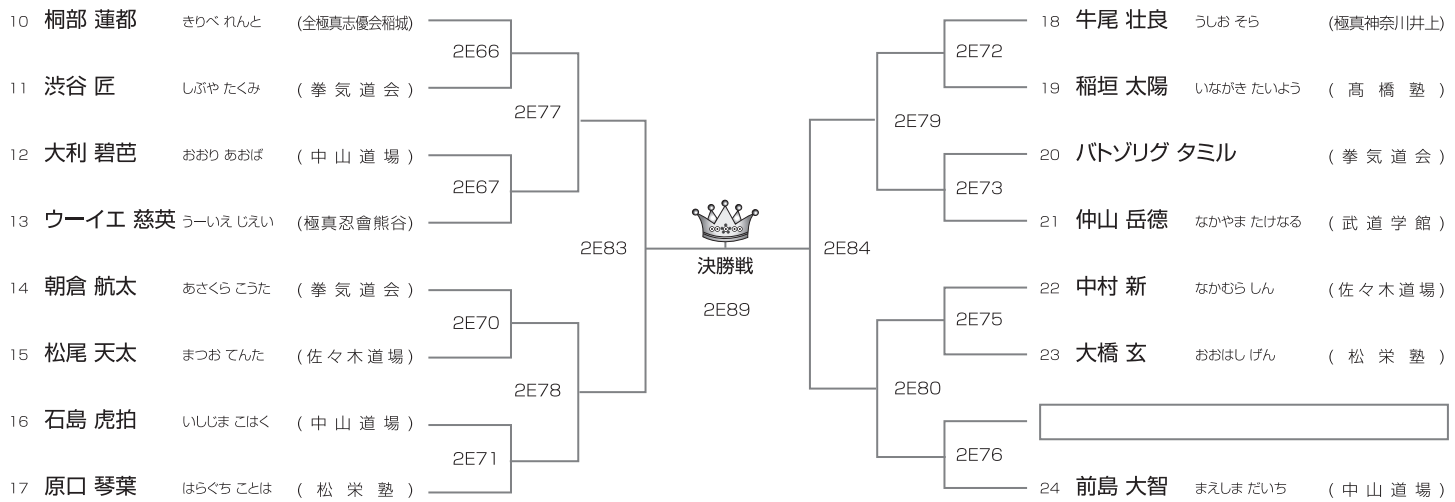 10 桐部 蓮都 きりべ れんと (全極真志優会稲城)
2E66
11 渋谷 匠 しぶや たくみ (拳気道会)
2E77
12 大利 碧芭 おおり あおば (中山道場)
2E67
13 ウーイエ 慈英 うーいえ じえい (極真忍會熊谷)
2E83
14 朝倉 航太 あさくら こうた (拳気道会)
2E70
15 松尾 天太 まつお てんた (佐々木道場)
2E78
16 石島 虎拍 いしじま こはく (中山道場)
2E71
17 原口 琴葉 はらぐち ことは (松栄塾)
決勝戦
2E89
18 牛尾 壮良 うしお そら (極真神奈川井上)
2E72
19 稲垣 太陽 いながき たいよう (髙橋塾)
2E79
20 バトゾリグ タミル (拳気道会)
2E73
21 仲山 岳德 なかやま たけなる (武道学館)
2E84
22 中村 新 なかむら しん (佐々木道場)
2E75
23 大橋 玄 おおはし げん (松栄塾)
2E80
2E76
24 前島 大智 まえしま だいち (中山道場)